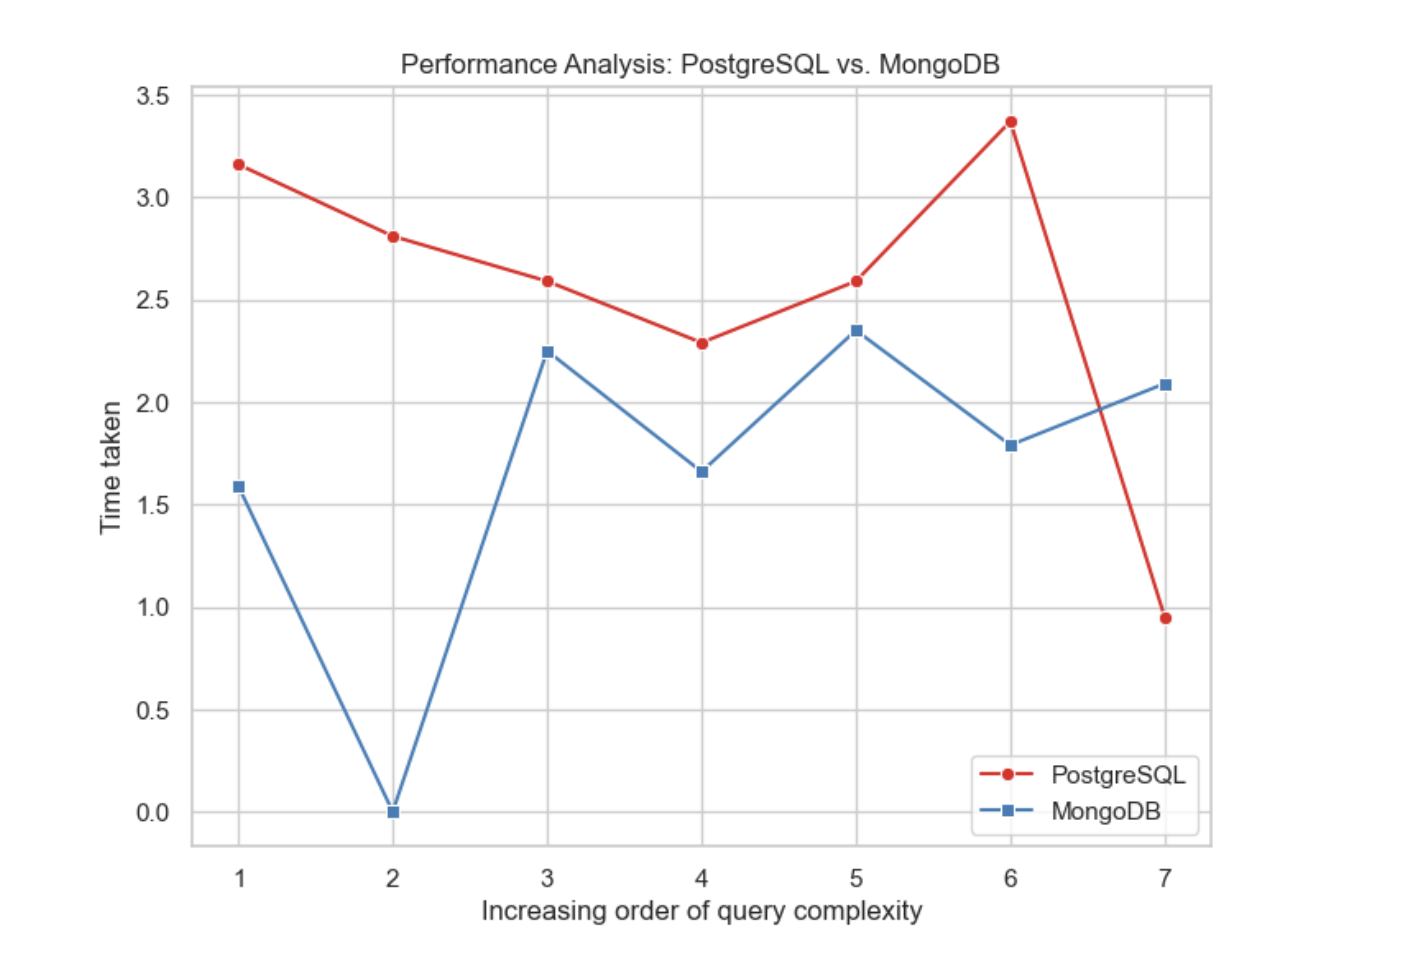 Performance Analysis: PostgreSQL vs. MongoDB
3.5
3.0
2.5
2.0
1.5
1.0
0.5
0.0
Time taken
1 2 3 4 5 6 7
Increasing order of query complexity
PostgreSQL
MongoDB